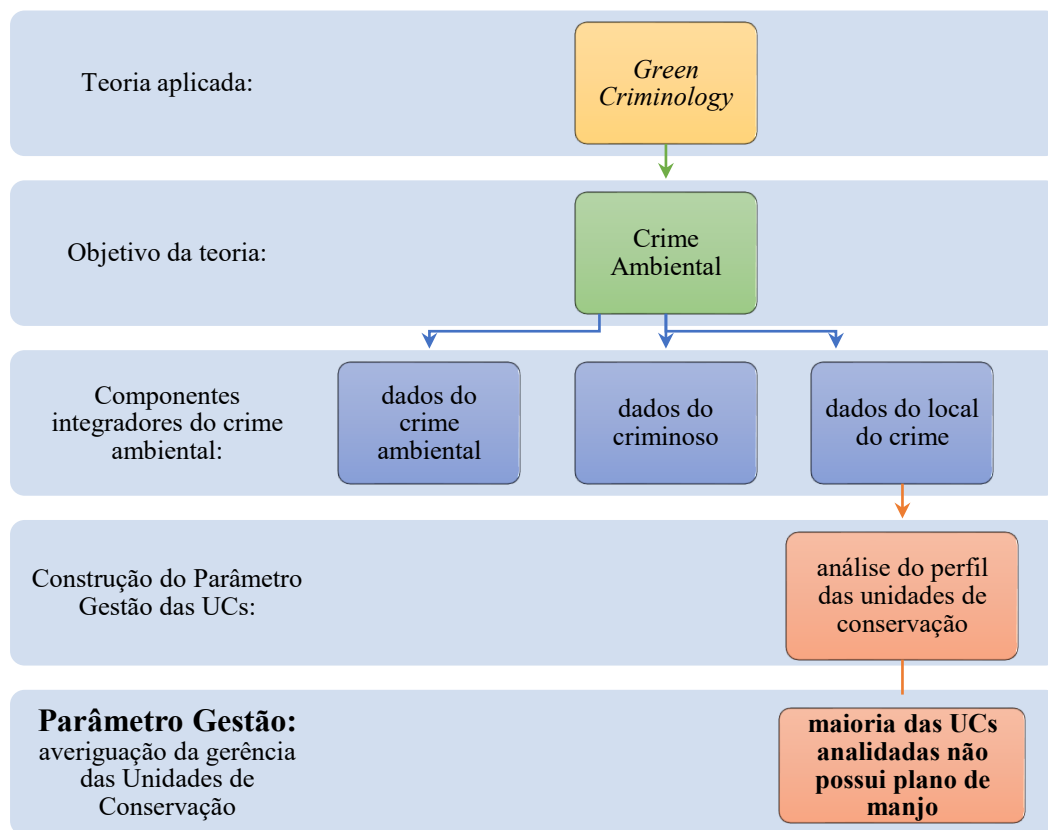 Teoria aplicada:
Green
Criminology
Objetivo da teoria:
Crime
Ambiental
Componentes
integradores do crime
ambiental:
dados do
crime
ambiental
dados do
criminoso
dados do local
do crime
Construção do Parâmetro
Gestão das UCs:
análise do perfil
das unidades de
conservação
Parâmetro Gestão:
averiguação da gerência
das Unidades de
Conservação
maioria das UCs
analidadas não
possui plano de
manjo